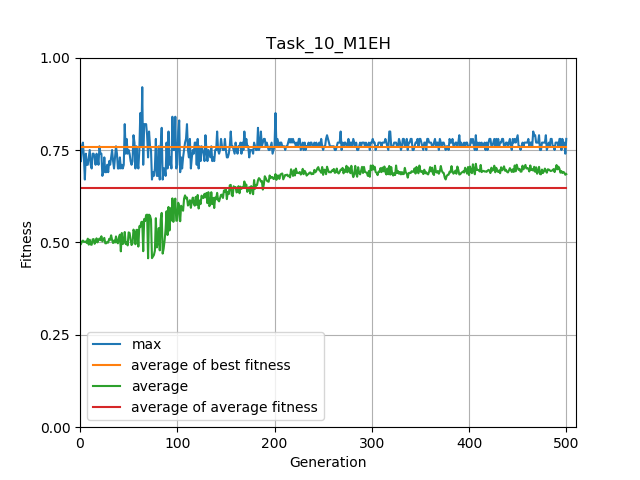 Task_10_M1EH
1.00
0.75
0.50
0.25
0.00
Fitness
max
average of best fitness
average
average of average fitness
0 100 200 300 400 500
Generation